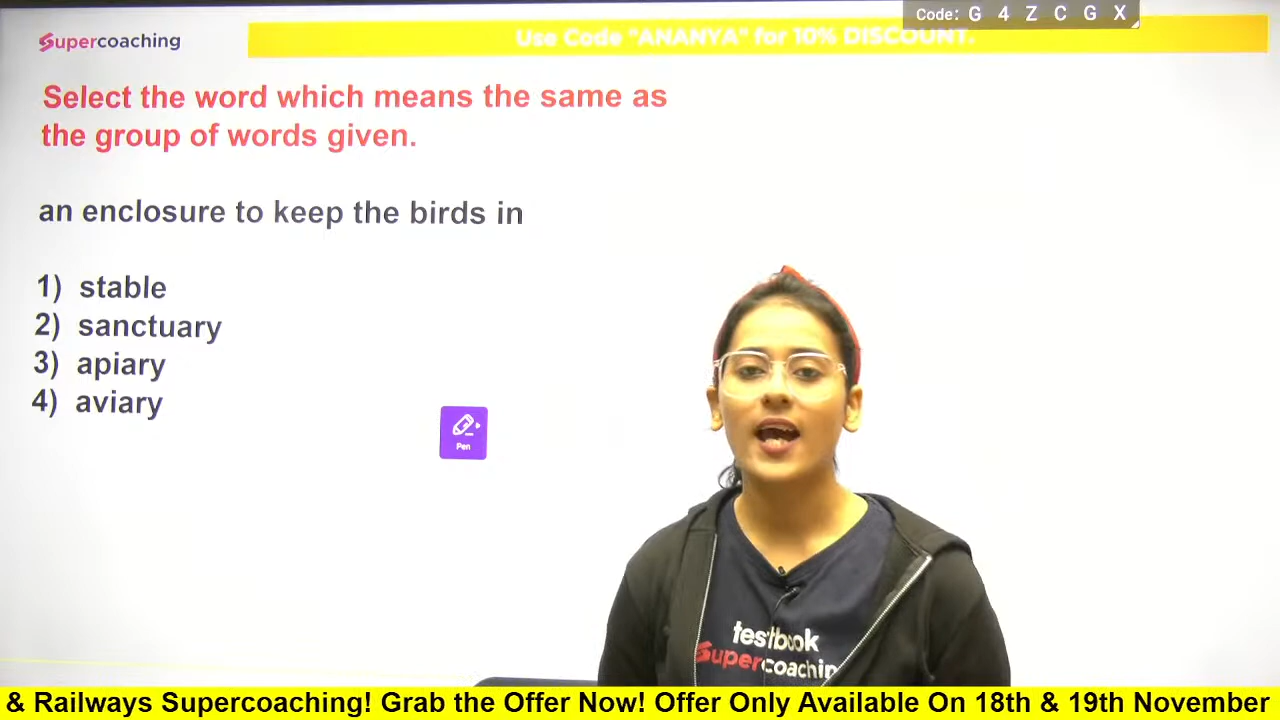 Supercoaching
Use Code "ANANYA" for 10% DISCOUNT.
Code: G 4 Z C G X
Select the word which means the same as
the group of words given.
an enclosure to keep the birds in
1) stable
2) sanctuary
3) apiary
4) aviary
Pen
testbook
Supercoaching
& Railways Supercoaching! Grab the Offer Now! Offer Only Available On 18th & 19th November